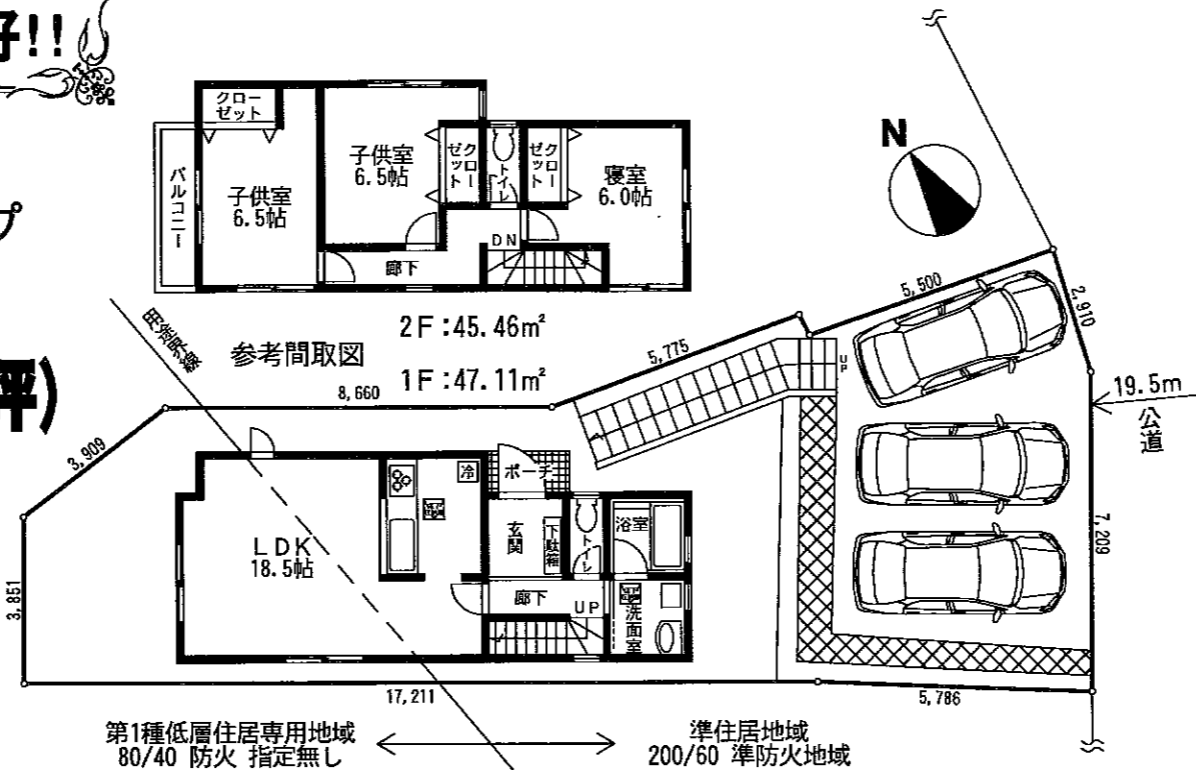 好!!
プ
坪)
クロー
ゼット
バルコニー
子供室
6.5帖
子供室
6.5帖
クロー
ゼット
トイレ
クロー
ゼット
寝室
6.0帖
DN
廊下
N
用途界線
参考間取図
2F:45.46㎡
1F:47.11㎡
8,660
5,775
5,500
2,910
UP
19.5m
公道
7,209
3,909
3,851
LDK
18.5帖
冷
ポーチ
玄関
下駄箱
トイレ
浴室
廊下
UP
洗面室
17,211
5,786
第1種低層住居専用地域
80/40 防火 指定無し
準住居地域
200/60 準防火地域